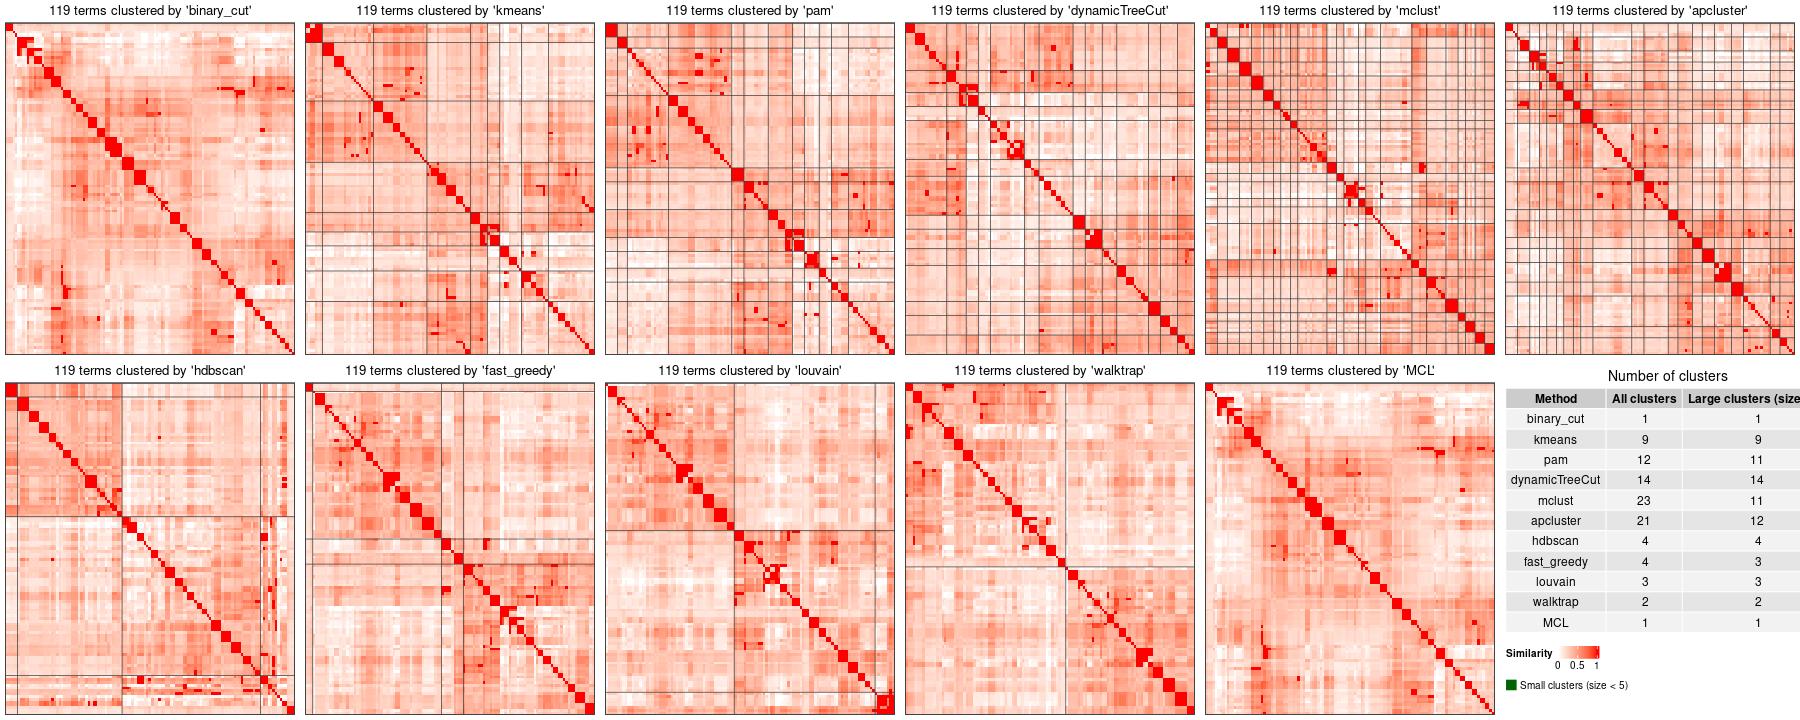 119 terms clustered by 'binary_cut'
119 terms clustered by 'kmeans'
119 terms clustered by 'pam'
119 terms clustered by 'dynamicTreeCut'
119 terms clustered by 'mclust'
119 terms clustered by 'apcluster'
119 terms clustered by 'hdbscan'
119 terms clustered by 'fast_greedy'
119 terms clustered by 'louvain'
119 terms clustered by 'walktrap'
119 terms clustered by 'MCL'
Number of clusters
Method All clusters Large clusters (size
binary_cut 1 1
kmeans 9 9
pam 12 11
dynamicTreeCut 14 14
mclust 23 11
apcluster 21 12
hdbscan 4 4
fast_greedy 4 3
louvain 3 3
walktrap 2 2
MCL 1 1
Similarity
0 0.5 1
Small clusters (size < 5)